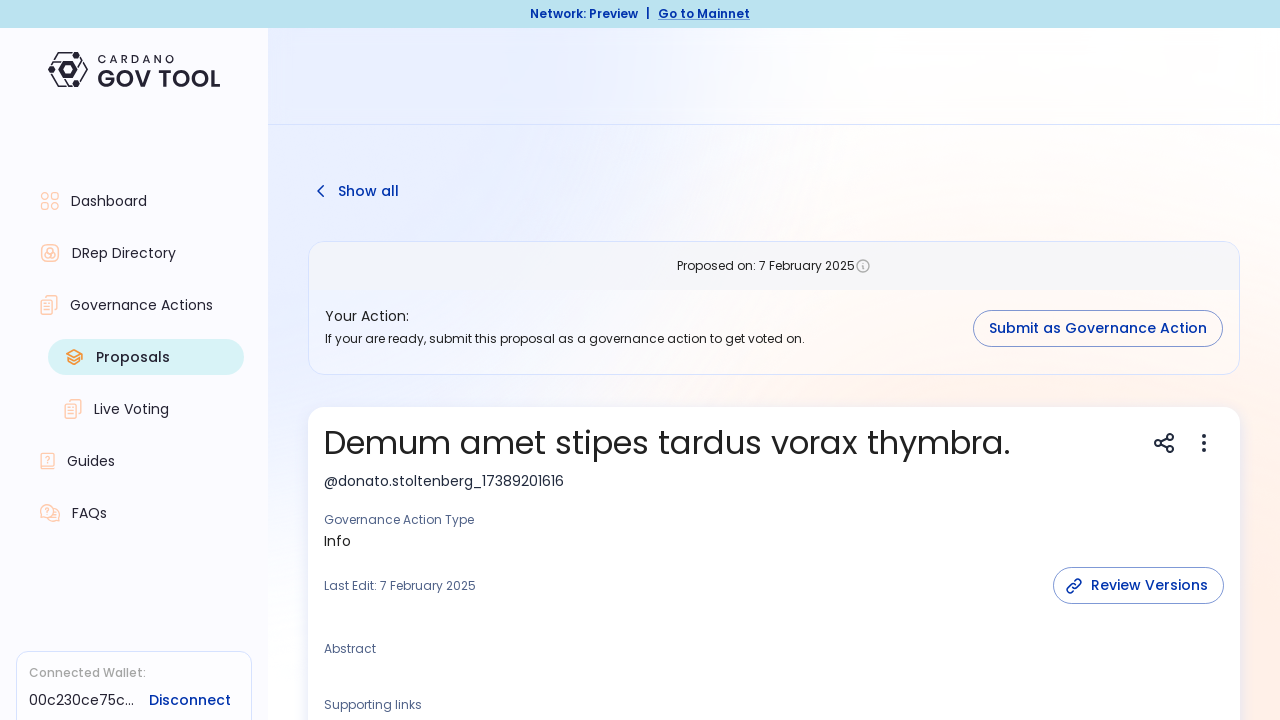 Network: Preview | Go to Mainnet
CARDANO
GOV TOOL
Dashboard
DRep Directory
Governance Actions
Proposals
Live Voting
Guides
FAQs
Connected Wallet:
00c230ce75c... Disconnect
Show all
Proposed on: 7 February 2025
Your Action:
If your are ready, submit this proposal as a governance action to get voted on.
Submit as Governance Action
Demum amet stipes tardus vorax thymbra.
@donato.stoltenberg_17389201616
Governance Action Type
Info
Last Edit: 7 February 2025
Review Versions
Abstract
Supporting links